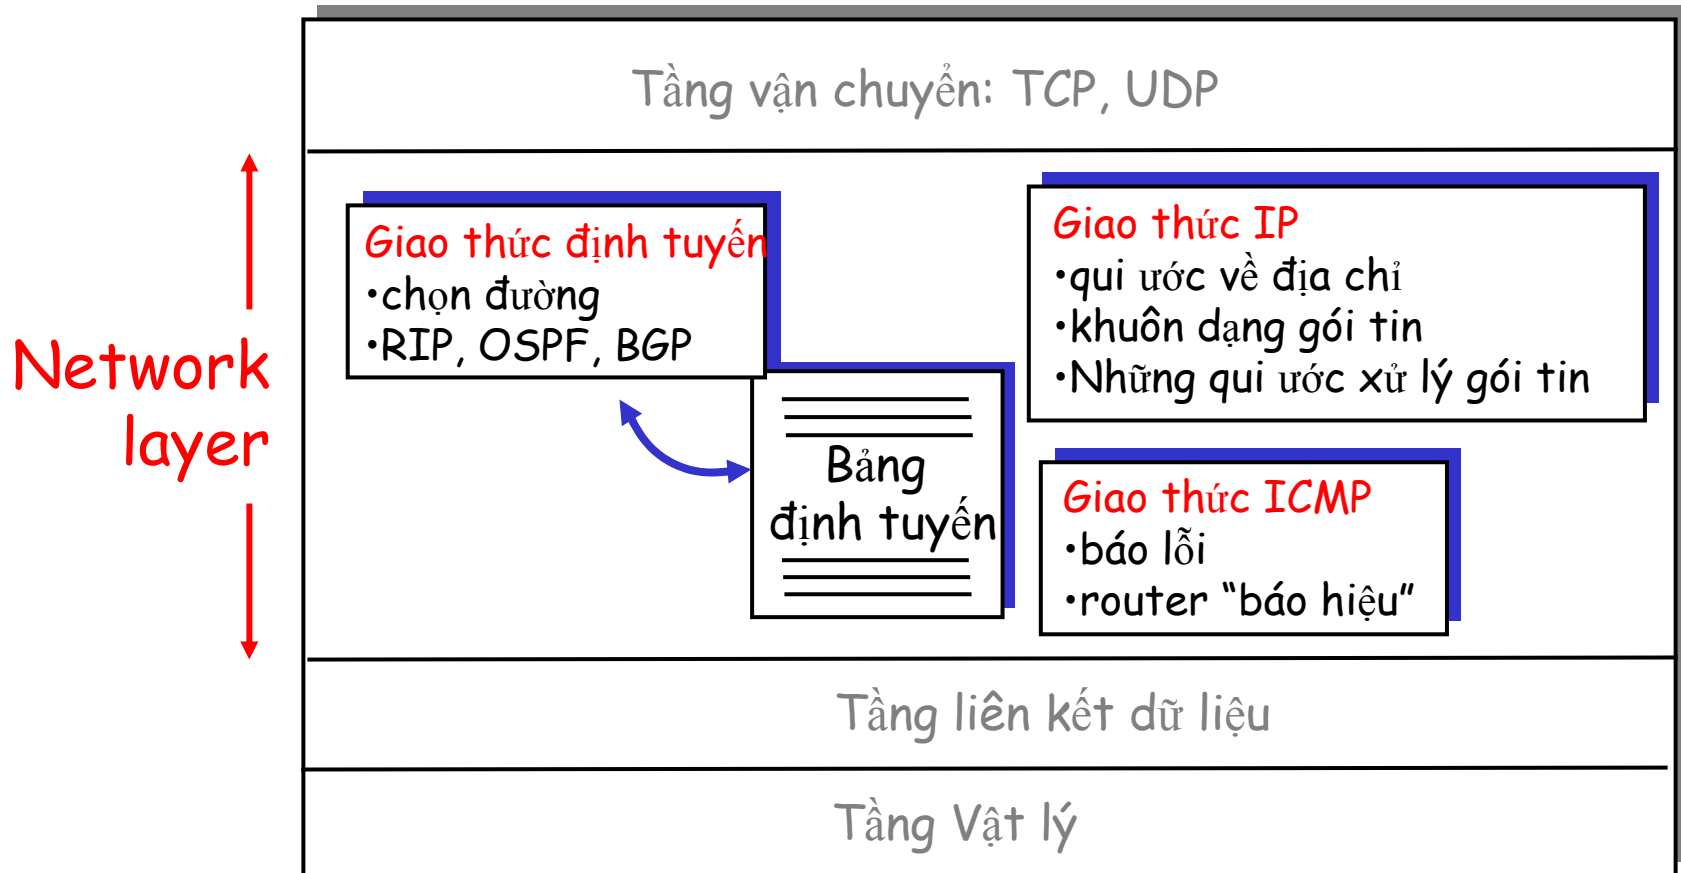 Tầng vận chuyển: TCP, UDP
Network
layer
Giao thức định tuyến
•chọn đường
•RIP, OSPF, BGP
Bảng
định tuyến
Giao thức IP
•qui ước về địa chỉ
•khuôn dạng gói tin
•Những qui ước xử lý gói tin
Giao thức ICMP
•báo lỗi
•router “báo hiệu”
Tầng liên kết dữ liệu
Tầng Vật lý